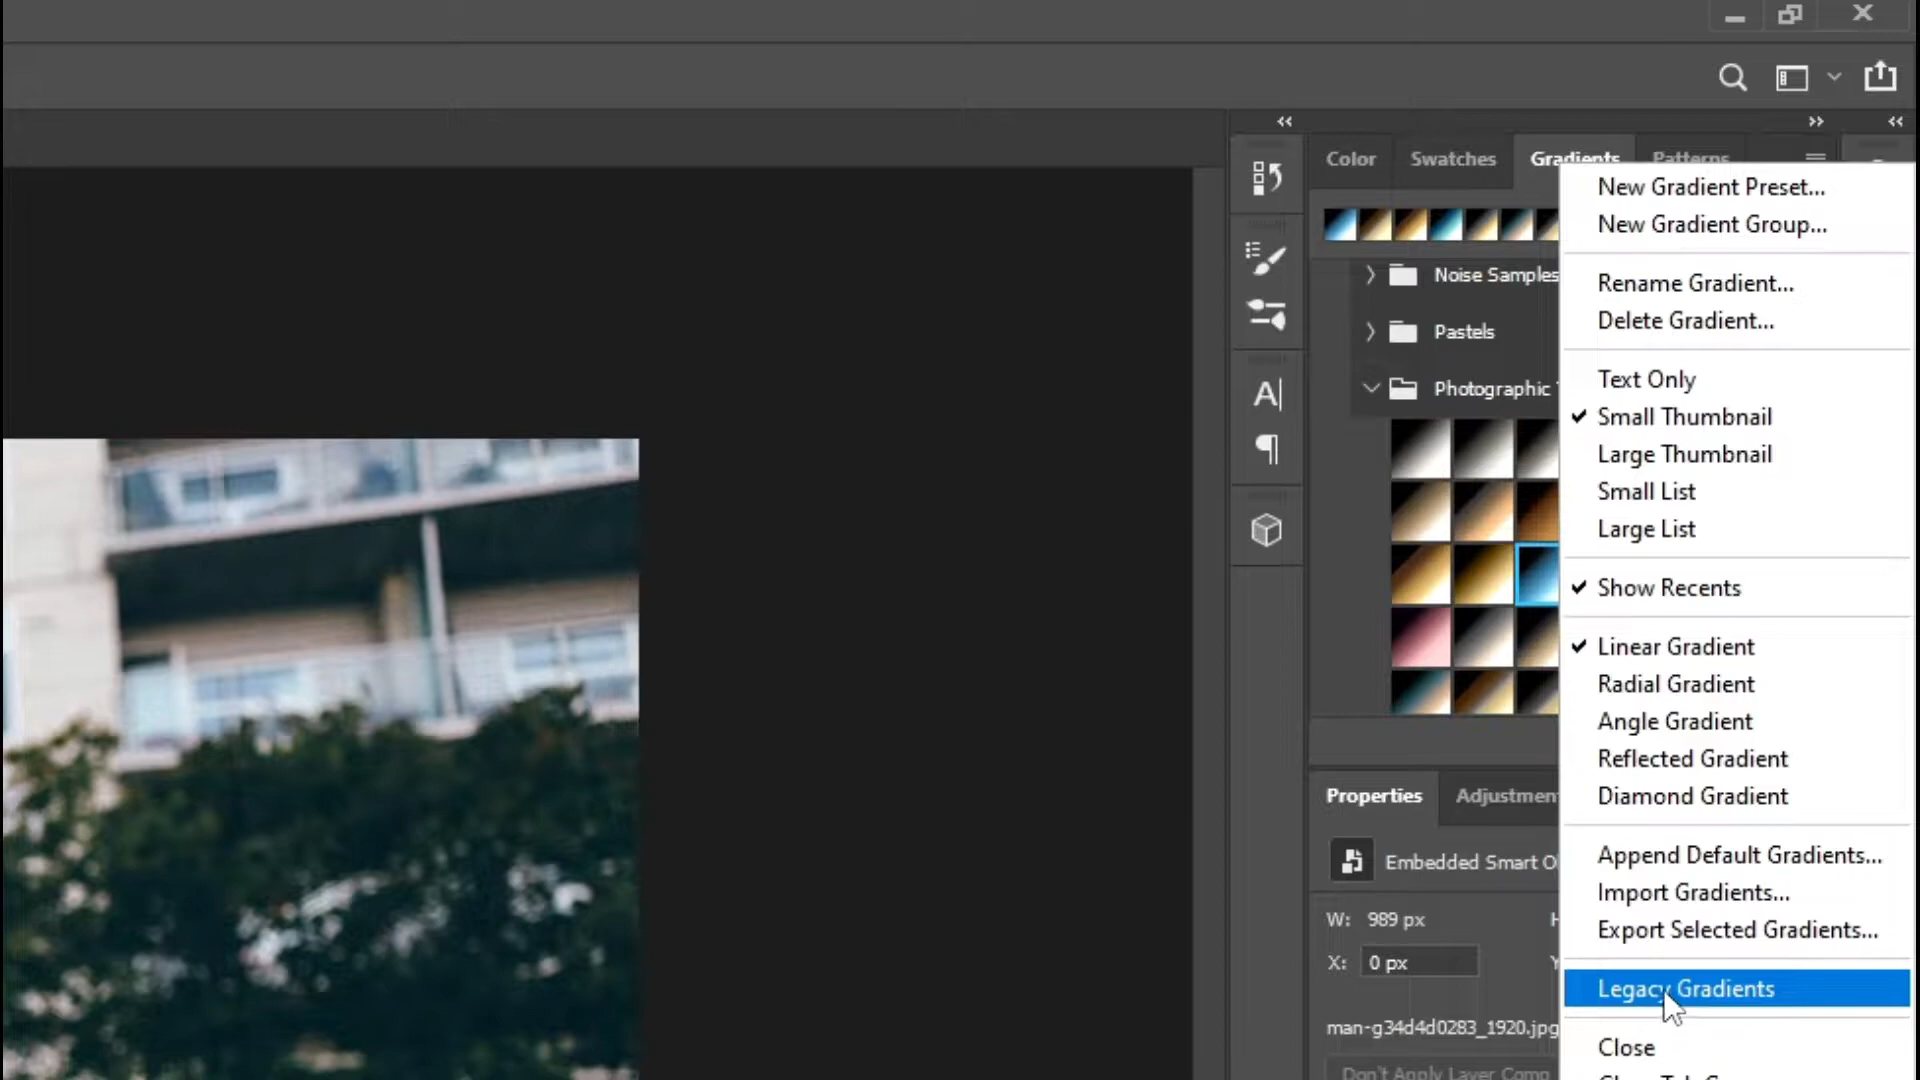 Color
Swatches
Gradients
Patterns
New Gradient Preset...
New Gradient Group...
Noise Samples
Rename Gradient...
Delete Gradient...
Pastels
Text Only
Photographic
Small Thumbnail
Large Thumbnail
Small List
Large List
Show Recents
Linear Gradient
Radial Gradient
Angle Gradient
Reflected Gradient
Diamond Gradient
Properties
Adjustmen
Append Default Gradients...
Embedded Smart O
Import Gradients...
W: 989 px
Export Selected Gradients...
X: 0 px
Legacy Gradients
man-g34d4d0283_1920.jpg
Close
Don't Apply Layer Comp